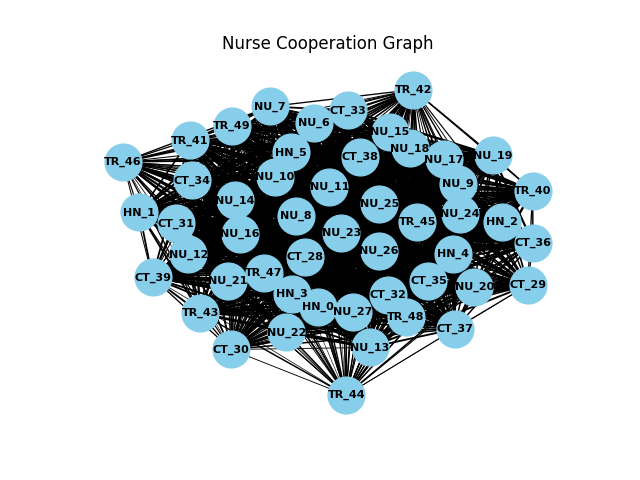 Nurse Cooperation Graph
TR_42
NU_7
CT_33
NU_6
TR_49
NU_15
TR_41
NU_18
HN_5
NU_19
CT_38
NU_17
TR_46
NU_10
CT_34
NU_9
NU_11
TR_40
NU_14
NU_25
HN_1
NU_24
NU_8
CT_31
TR_45
HN_2
NU_23
NU_16
CT_36
NU_26
NU_12
HN_4
CT_28
TR_47
CT_39
NU_21
CT_35
CT_29
NU_20
HN_3
CT_32
HN_0
NU_27
TR_43
TR_48
CT_37
NU_22
NU_13
CT_30
TR_44